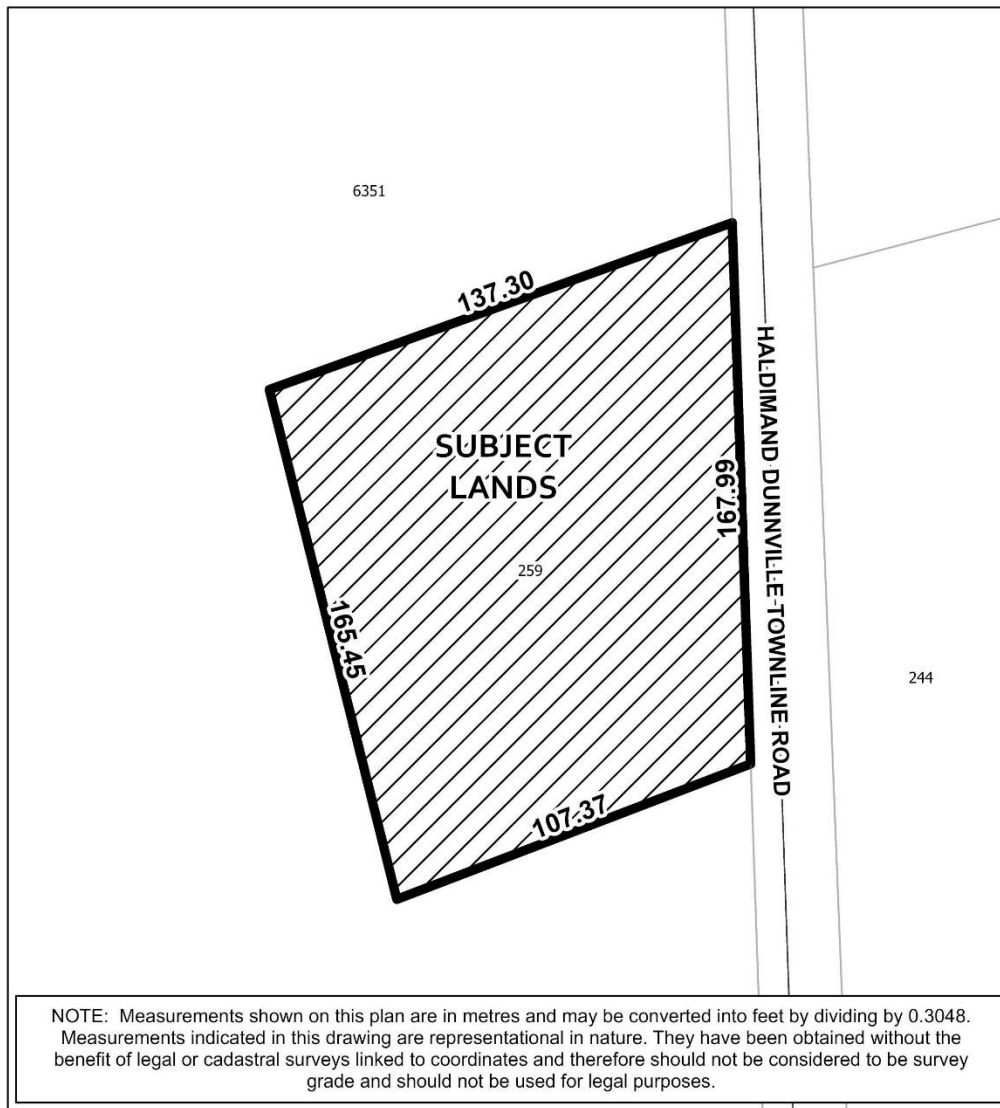 6351
137.30
HALDIMAND DUNNVILLE TOWNLINE ROAD
SUBJECT
LANDS
167.99
259
165.45
244
107.37
NOTE: Measurements shown on this plan are in metres and may be converted into feet by dividing by 0.3048.
Measurements indicated in this drawing are representational in nature. They have been obtained without the
benefit of legal or cadastral surveys linked to coordinates and therefore should not be considered to be survey
grade and should not be used for legal purposes.